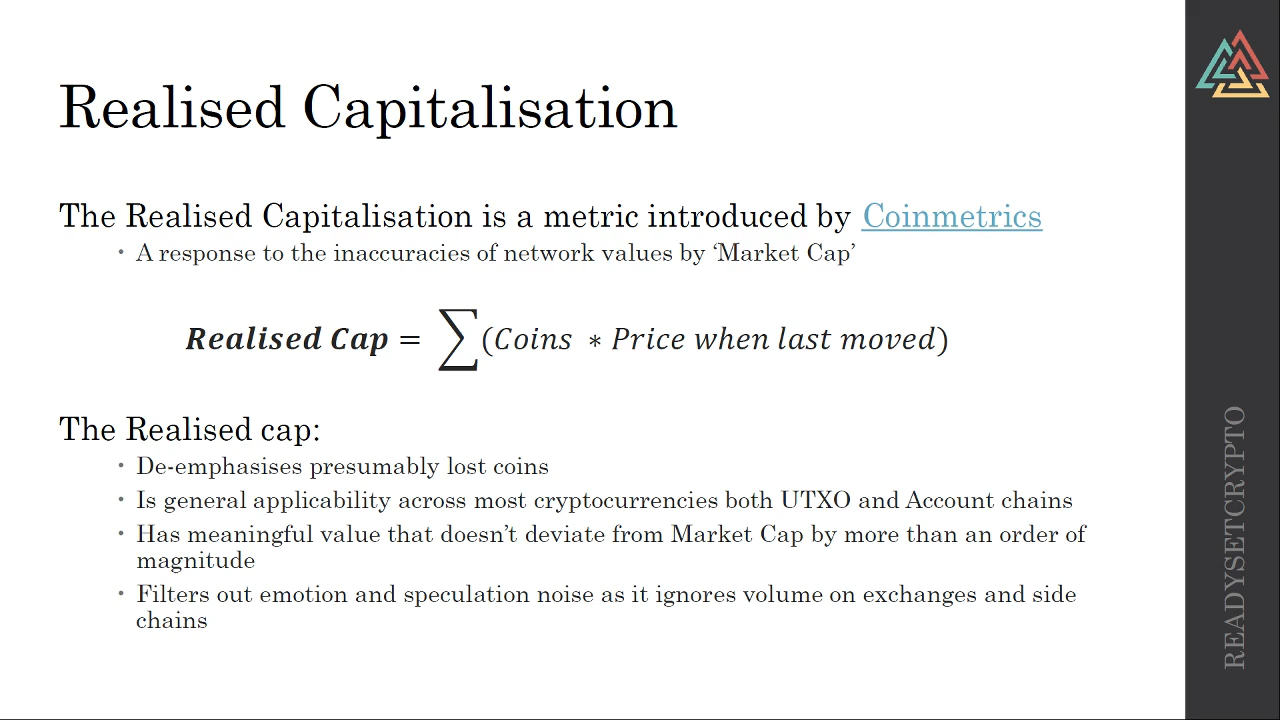 Realised Capitalisation
The Realised Capitalisation is a metric introduced by Coinmetrics
• A response to the inaccuracies of network values by ‘Market Cap’
Realised Cap = ∑(Coins * Price when last moved)
The Realised cap:
• De-emphasises presumably lost coins
• Is general applicability across most cryptocurrencies both UTXO and Account chains
• Has meaningful value that doesn’t deviate from Market Cap by more than an order of
magnitude
• Filters out emotion and speculation noise as it ignores volume on exchanges and side
chains
READYSETCRYPTO